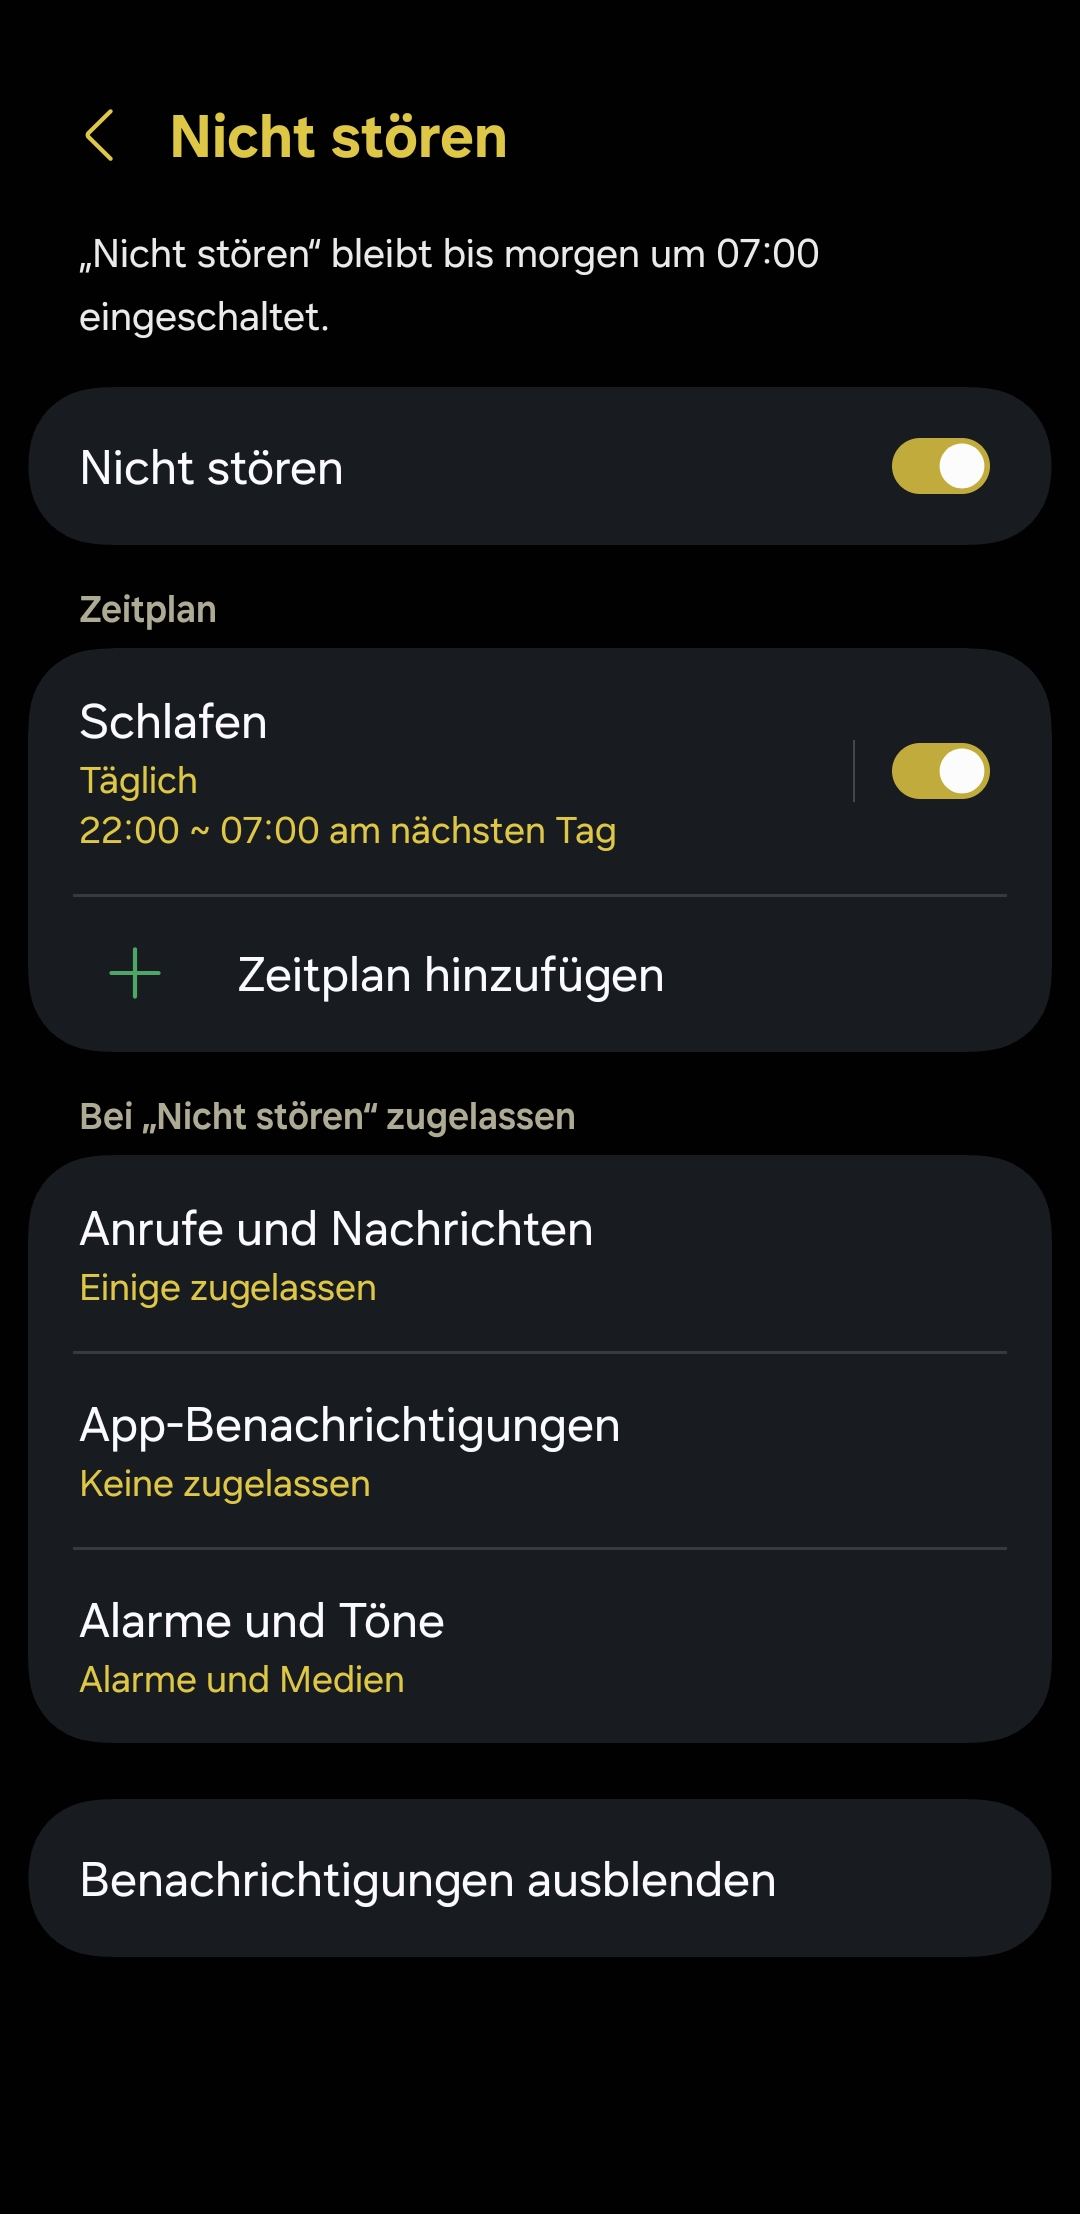 Nicht stören
„Nicht stören“ bleibt bis morgen um 07:00
eingeschaltet.
Nicht stören
Zeitplan
Schlafen
Täglich
22:00 ~ 07:00 am nächsten Tag
Zeitplan hinzufügen
Bei „Nicht stören“ zugelassen
Anrufe und Nachrichten
Einige zugelassen
App-Benachrichtigungen
Keine zugelassen
Alarme und Töne
Alarme und Medien
Benachrichtigungen ausblenden